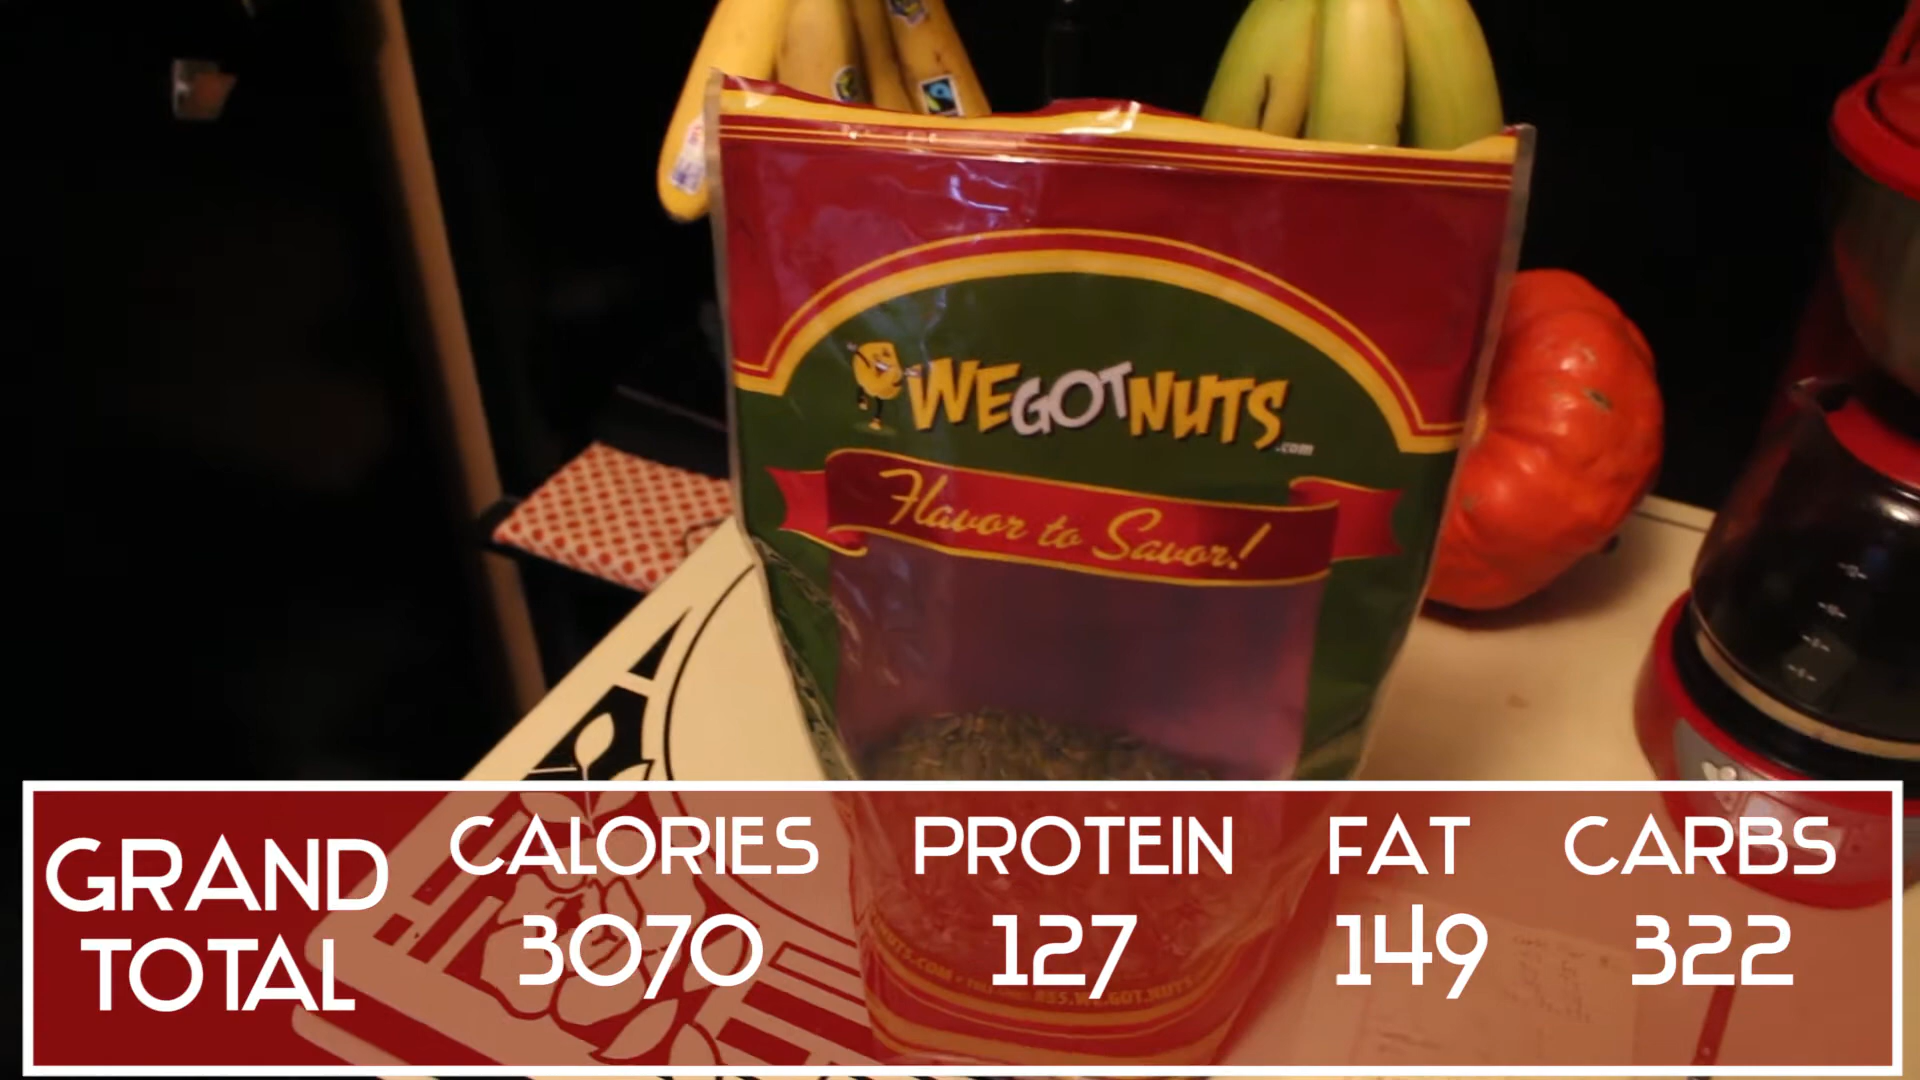 WEGOTNUTS
.com
Flavor to Savor!
GRAND
TOTAL
CALORIES PROTEIN FAT CARBS
3070 127 149 322